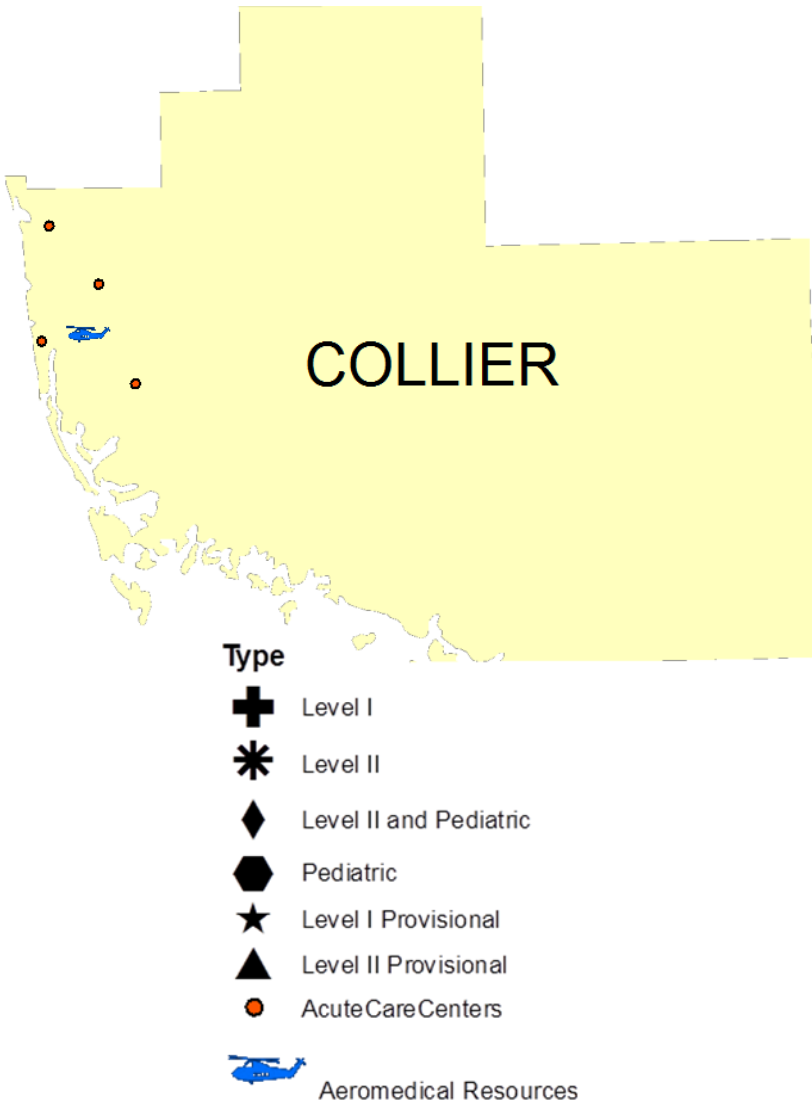 COLLIER
Type
Level I
Level II
Level II and Pediatric
Pediatric
Level I Provisional
Level II Provisional
AcuteCareCenters
Aeromedical Resources